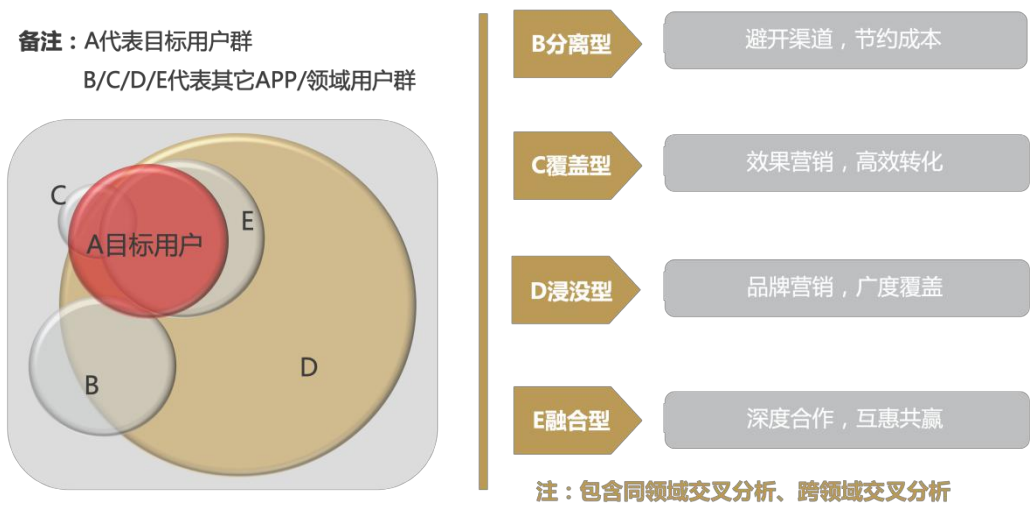 备注：A代表目标用户群
B/C/D/E代表其它APP/领域用户群
C
E
A目标用户
D
B
B分离型
避开渠道，节约成本
C覆盖型
效果营销，高效转化
D浸没型
品牌营销，广度覆盖
E融合型
深度合作，互惠共赢
注：包含同领域交叉分析、跨领域交叉分析